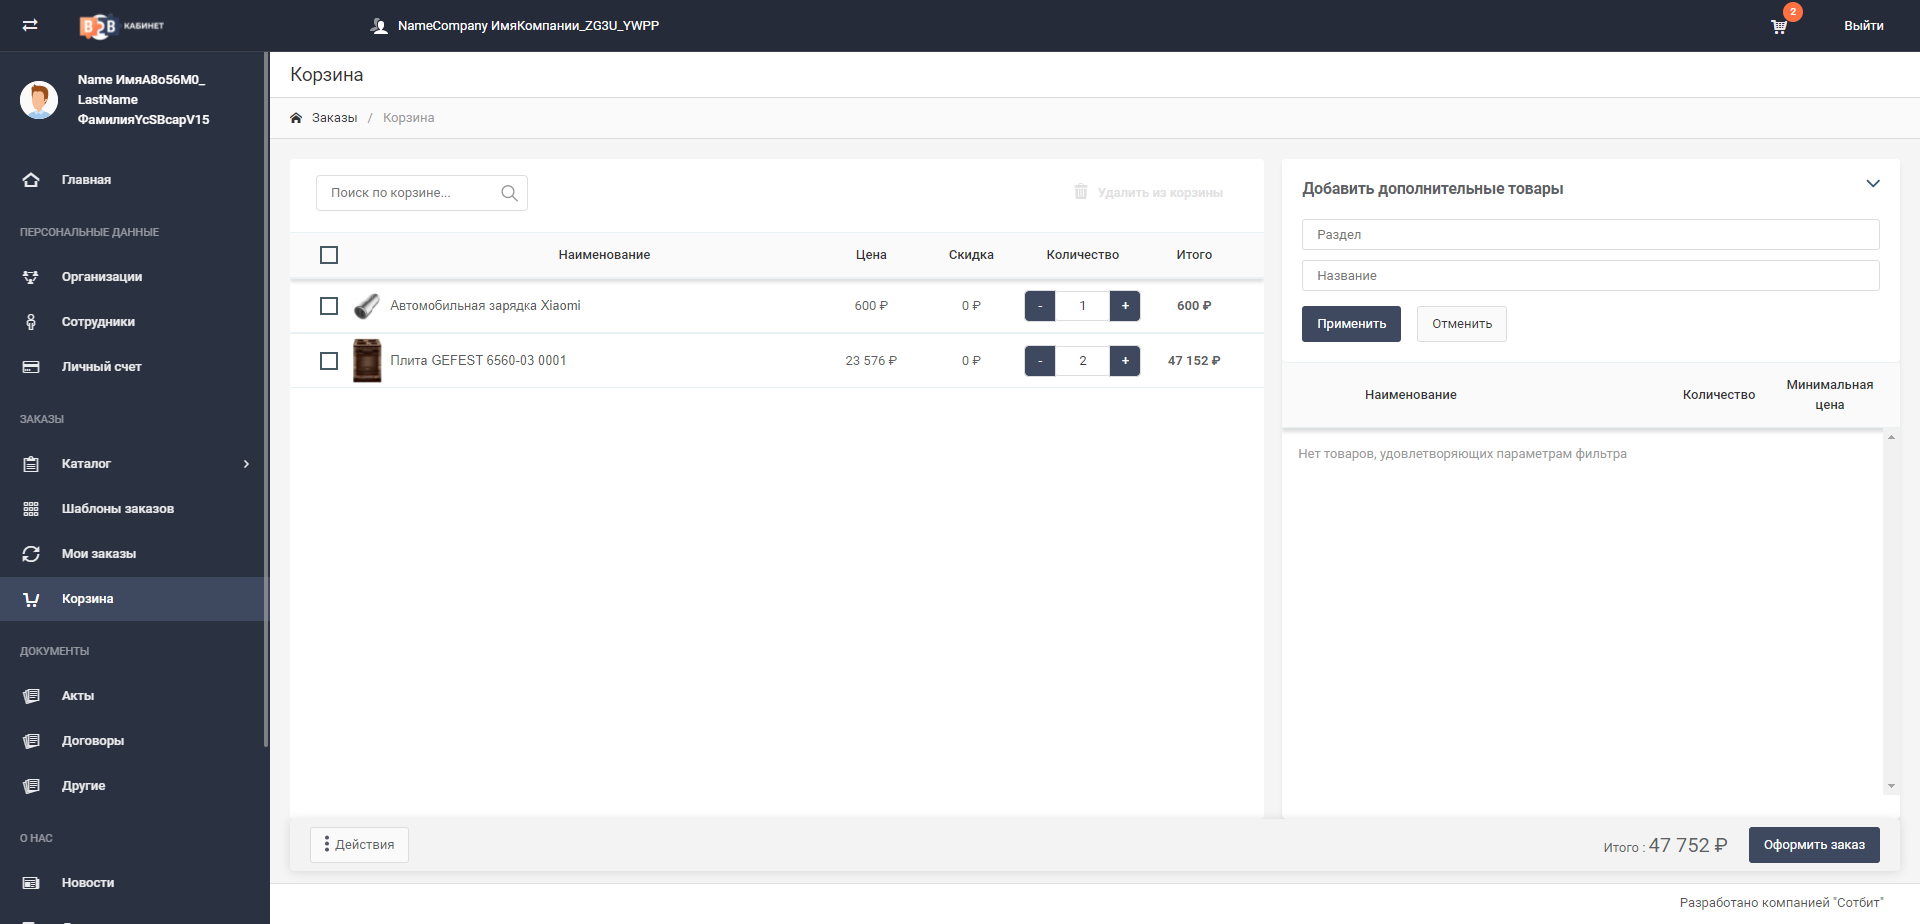 B2B КАБИНЕТ
NameCompany ИмяКомпании_ZG3U_YWPP
2
Выйти
Name ИмяA8o56M0_
LastName
ФамилияYcSBcapV15
Главная
ПЕРСОНАЛЬНЫЕ ДАННЫЕ
Организации
Сотрудники
Личный счет
ЗАКАЗЫ
Каталог
Шаблоны заказов
Мои заказы
Корзина
ДОКУМЕНТЫ
Акты
Договоры
Другие
О НАС
Новости
Корзина
Заказы / Корзина
Поиск по корзине...
Удалить из корзины
Наименование Цена Скидка Количество Итого
Автомобильная зарядка Xiaomi 600 ₽ 0 ₽ - 1 + 600 ₽
Плита GEFEST 6560-03 0001 23 576 ₽ 0 ₽ - 2 + 47 152 ₽
Добавить дополнительные товары
Раздел
Название
Применить Отменить
Наименование Количество Минимальная
цена
Нет товаров, удовлетворяющих параметрам фильтра
Действия
Итого : 47 752 ₽ Оформить заказ
Разработано компанией "Сотбит"